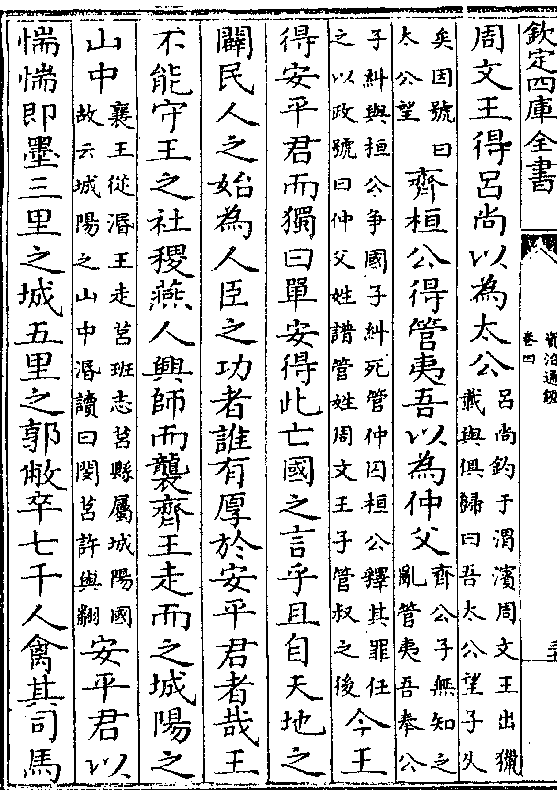 欽定四庫全書
資治通鑑
卷四
周文王得吕尚以為太公吕尚釣于渭濱周文王出獵載與俱歸曰吾太公望子久
矣因號曰太公望齊桓公得管夷吾以為仲父齊公子無知之亂管夷吾奉公
子糾與桓公争國子糾死管仲囚桓公釋其罪任之以政號曰仲父姓譜管姓周文王子管叔之後今王
得安平君而獨曰單安得此亡國之言乎且自天地之
闢民人之始為人臣之功者誰有厚於安平君者哉王
不能守王之社稷燕人興師而襲齊王走而之城陽之
山中襄王從湣王走莒班志莒縣屬城陽國故云城陽之山中湣讀曰閔莒許與翻安平君以
惴惴即墨三里之城五里之郭敝卒七千人禽其司馬